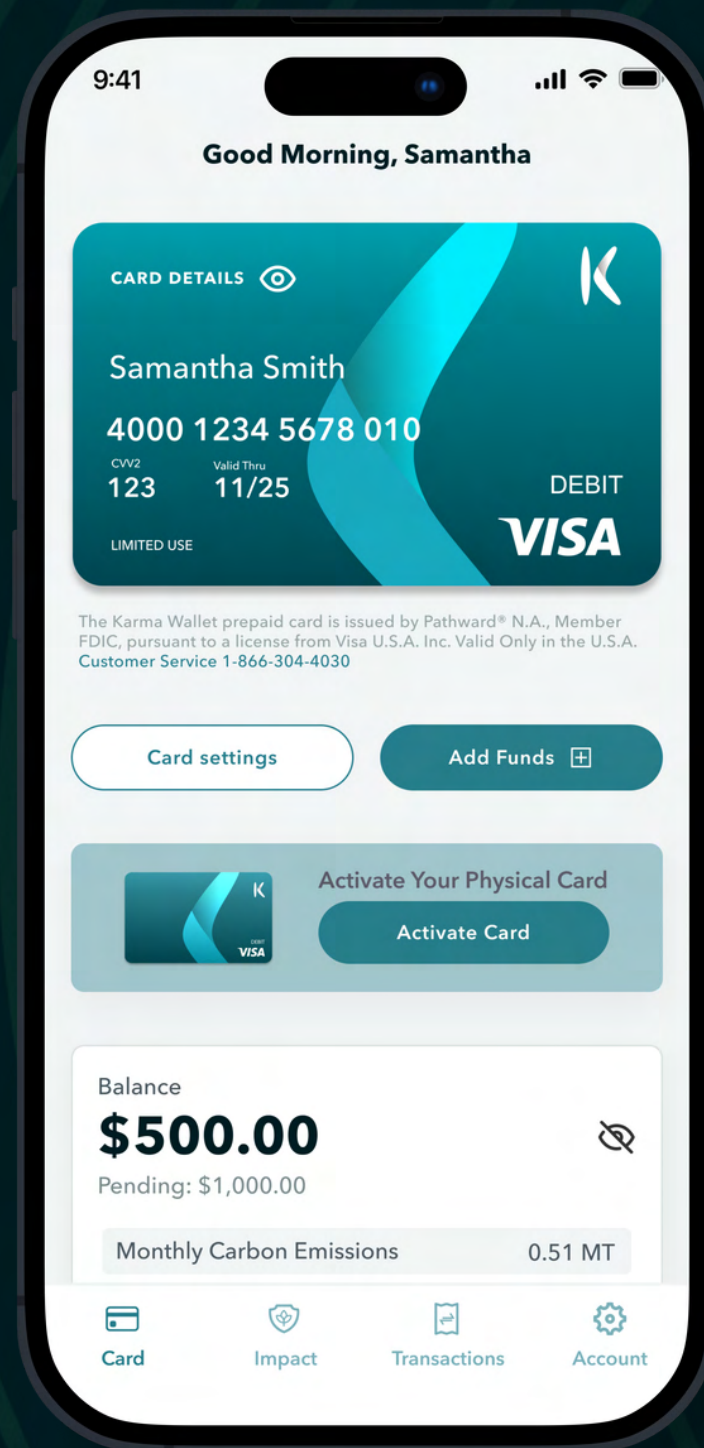 9:41
Good Morning, Samantha
CARD DETAILS
K
Samantha Smith
4000 1234 5678 010
CVV2 Valid Thru
123 11/25
DEBIT
LIMITED USE
VISA
The Karma Wallet prepaid card is issued by Pathward® N.A., Member
FDIC, pursuant to a license from Visa U.S.A. Inc. Valid Only in the U.S.A.
Customer Service 1-866-304-4030
Card settings
Add Funds
Activate Your Physical Card
K
DEBIT
VISA
Activate Card
Balance
$500.00
Pending: $1,000.00
Monthly Carbon Emissions 0.51 MT
Card Impact Transactions Account